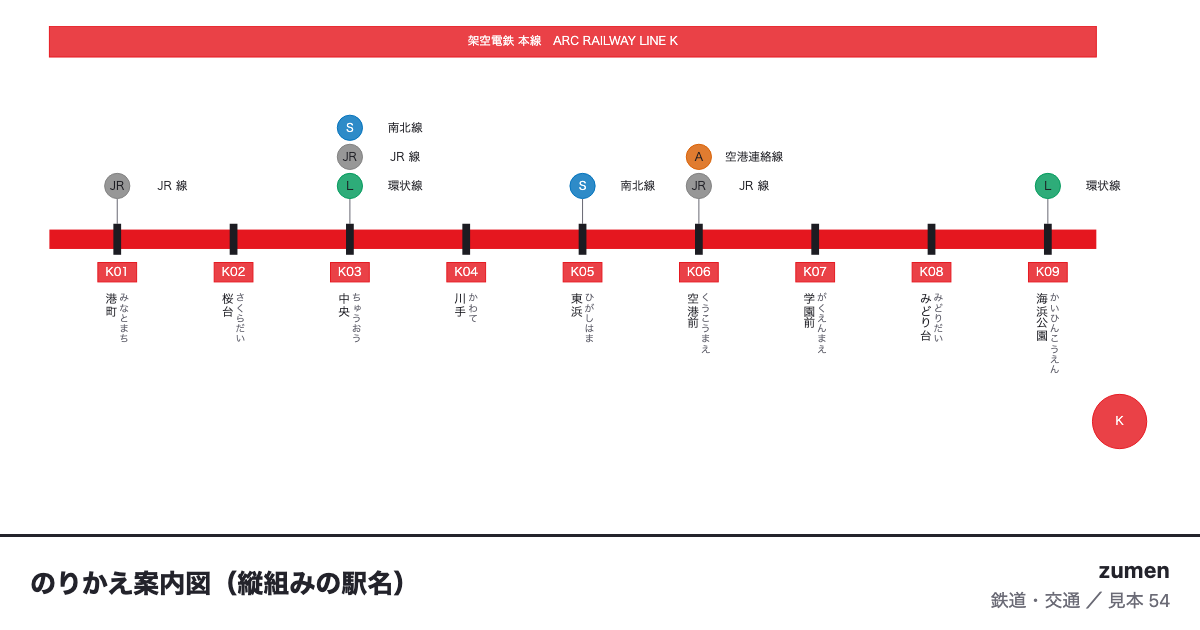 架空電鉄 本線　ARC RAILWAY LINE K
S 南北線
JR JR 線
A 空港連絡線
JR JR 線
L 環状線
S 南北線
JR JR 線
L 環状線
K01
K02
K03
K04
K05
K06
K07
K08
K09
港町
みなとまち
桜台
さくらだい
中央
ちゅうおう
川手
かわて
東浜
ひがしはま
空港前
くうこうまえ
学園前
がくえんまえ
みどり台
みどりだい
海浜公園
かいひんこうえん
K
のりかえ案内図（縦組みの駅名）
zumen
鉄道・交通 ／ 見本 54